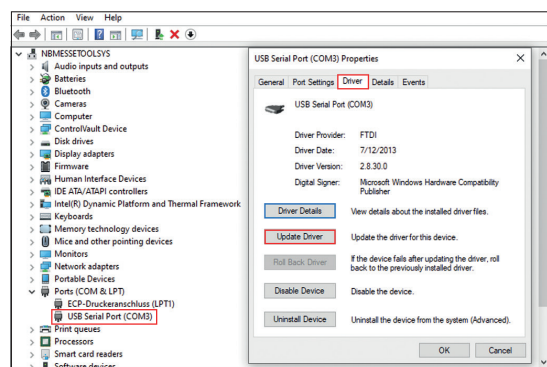 File Action View Help
NBMESSETOOLSYS
Audio inputs and outputs
Batteries
Bluetooth
Cameras
Computer
ControlVault Device
Disk drives
Display adapters
Firmware
Human Interface Devices
IDE ATA/ATAPI controllers
Intel(R) Dynamic Platform and Thermal Framework
Keyboards
Memory technology devices
Mice and other pointing devices
Monitors
Network adapters
Portable Devices
Ports (COM & LPT)
ECP-Druckeranschluss (LPT1)
USB Serial Port (COM3)
Print queues
Processors
Smart card readers
Software devices
USB Serial Port (COM3) Properties
General Port Settings Driver Details Events
USB Serial Port (COM3)
Driver Provider: FTDI
Driver Date: 7/12/2013
Driver Version: 2.8.30.0
Digital Signer: Microsoft Windows Hardware Compatibility
Publisher
Driver Details View details about the installed driver files.
Update Driver Update the driver for this device.
Roll Back Driver If the device fails after updating the driver, roll
back to the previously installed driver.
Disable Device Disable the device.
Uninstall Device Uninstall the device from the system (Advanced).
OK Cancel